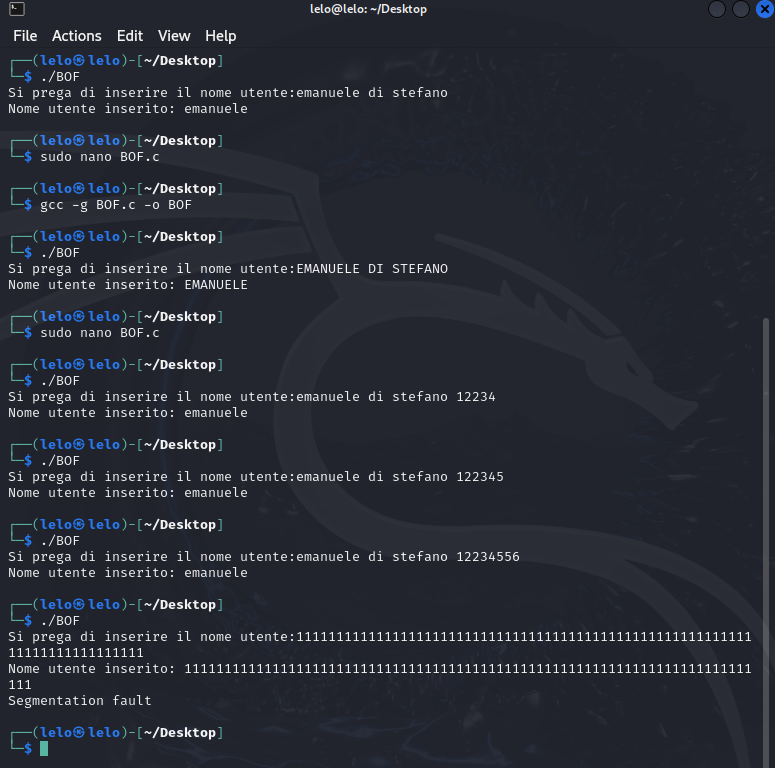 lelo@lelo: ~/Desktop
File Actions Edit View Help
┌──(lelo㉿lelo)-[~/Desktop]
└─$ ./BOF
Si prega di inserire il nome utente:emanuele di stefano
Nome utente inserito: emanuele
┌──(lelo㉿lelo)-[~/Desktop]
└─$ sudo nano BOF.c
┌──(lelo㉿lelo)-[~/Desktop]
└─$ gcc -g BOF.c -o BOF
┌──(lelo㉿lelo)-[~/Desktop]
└─$ ./BOF
Si prega di inserire il nome utente:EMANUELE DI STEFANO
Nome utente inserito: EMANUELE
┌──(lelo㉿lelo)-[~/Desktop]
└─$ sudo nano BOF.c
┌──(lelo㉿lelo)-[~/Desktop]
└─$ ./BOF
Si prega di inserire il nome utente:emanuele di stefano 12234
Nome utente inserito: emanuele
┌──(lelo㉿lelo)-[~/Desktop]
└─$ ./BOF
Si prega di inserire il nome utente:emanuele di stefano 122345
Nome utente inserito: emanuele
┌──(lelo㉿lelo)-[~/Desktop]
└─$ ./BOF
Si prega di inserire il nome utente:emanuele di stefano 12234556
Nome utente inserito: emanuele
┌──(lelo㉿lelo)-[~/Desktop]
└─$ ./BOF
Si prega di inserire il nome utente:111111111111111111111111111111111111111111111111111111111
11111111111111111
Nome utente inserito: 11111111111111111111111111111111111111111111111111111111111111111111111
111
Segmentation fault
┌──(lelo㉿lelo)-[~/Desktop]
└─$